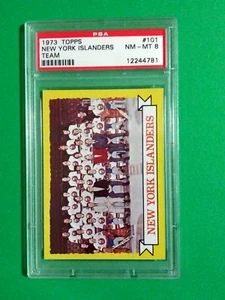 PSA
1973 TOPPS #101
NEW YORK ISLANDERS NM - MT 8
TEAM 12244781
NEW YORK ISLANDERS